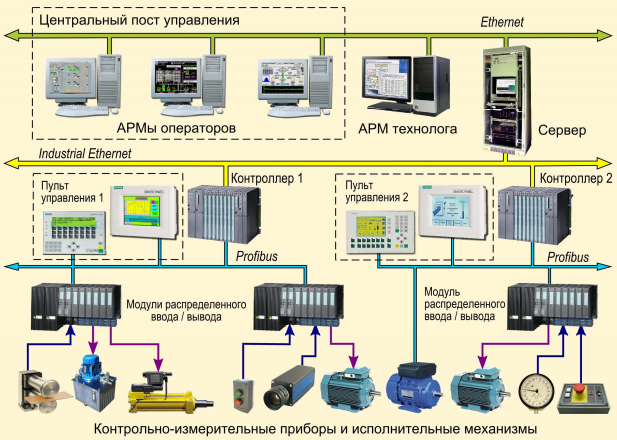 Центральный пост управления
Ethernet
АРМы операторов
АРМ технолога
Сервер
Industrial Ethernet
Пульт
управления 1
Контроллер 1
Пульт
управления 2
Контроллер 2
Profibus
Profibus
Модули распределенного
ввода / вывода
Модуль
распределенного
ввода / вывода
Контрольно-измерительные приборы и исполнительные механизмы